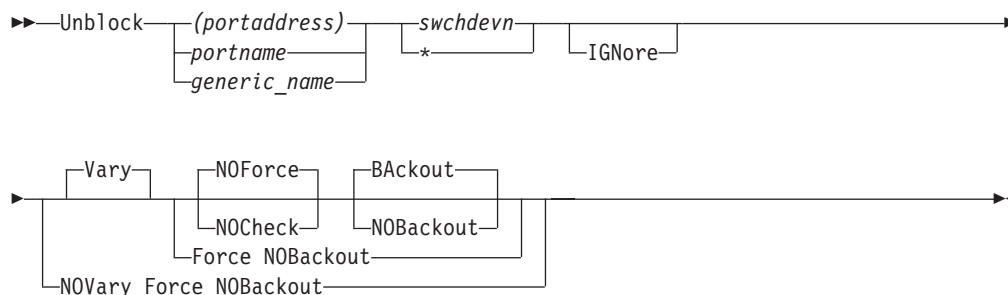 Unblock (portaddress) swchdevn
portname * IGNore
generic_name
Vary NOForce BAckout
NOCheck NOBackout
Force NOBackout
NOVary Force NOBackout